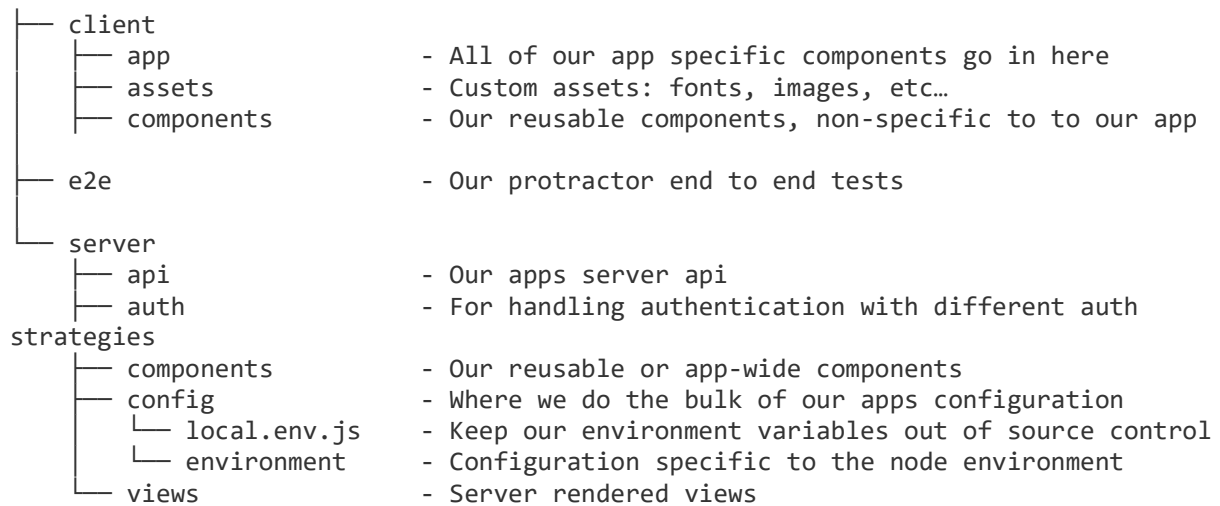 ├── client
│   ├── app                 - All of our app specific components go in here
│   ├── assets              - Custom assets: fonts, images, etc…
│   ├── components          - Our reusable components, non-specific to to our app
│
├── e2e                     - Our protractor end to end tests
│
└── server
    ├── api                 - Our apps server api
    ├── auth                - For handling authentication with different auth
strategies
    ├── components          - Our reusable or app-wide components
    ├── config              - Where we do the bulk of our apps configuration
    │   └── local.env.js    - Keep our environment variables out of source control
    │   └── environment     - Configuration specific to the node environment
    └── views               - Server rendered views